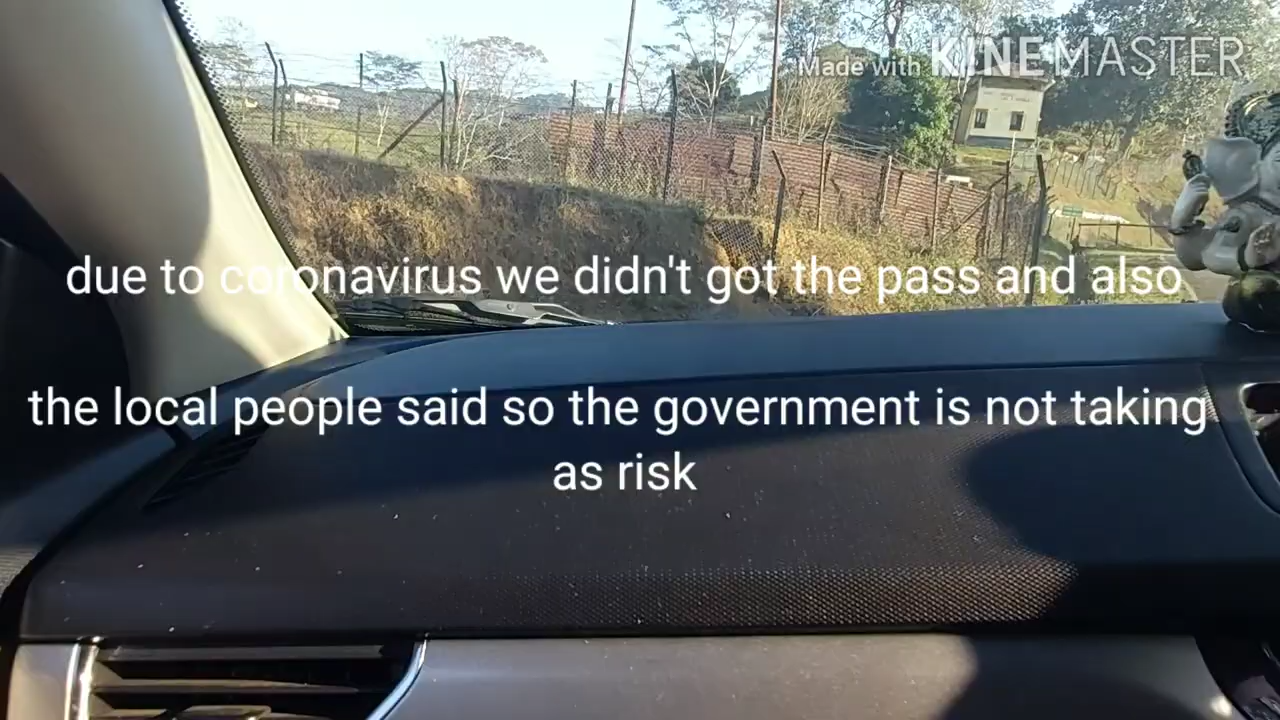 Made with KINEMASTER
due to coronavirus we didn't got the pass and also
the local people said so the government is not taking
as risk